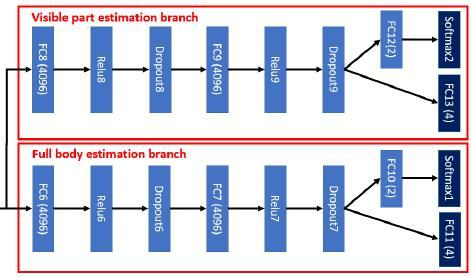 Visible part estimation branch
FC8 (4096)
Relu8
Dropout8
FC9 (4096)
Relu9
Dropout9
FC12(2)
Softmax2
FC13 (4)
Full body estimation branch
FC6 (4096)
Relu6
Dropout6
FC7 (4096)
Relu7
Dropout7
FC10 (2)
Softmax1
FC11 (4)